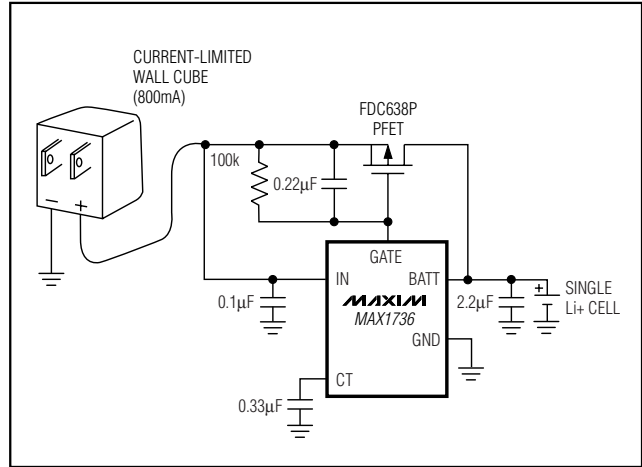 CURRENT-LIMITED
WALL CUBE
(800mA)
FDC638P
PFET
100k
0.22µF
GATE
IN
BATT
MAXIM
MAX1736
0.1µF
2.2µF
+
SINGLE
Li+ CELL
GND
CT
0.33µF
− +